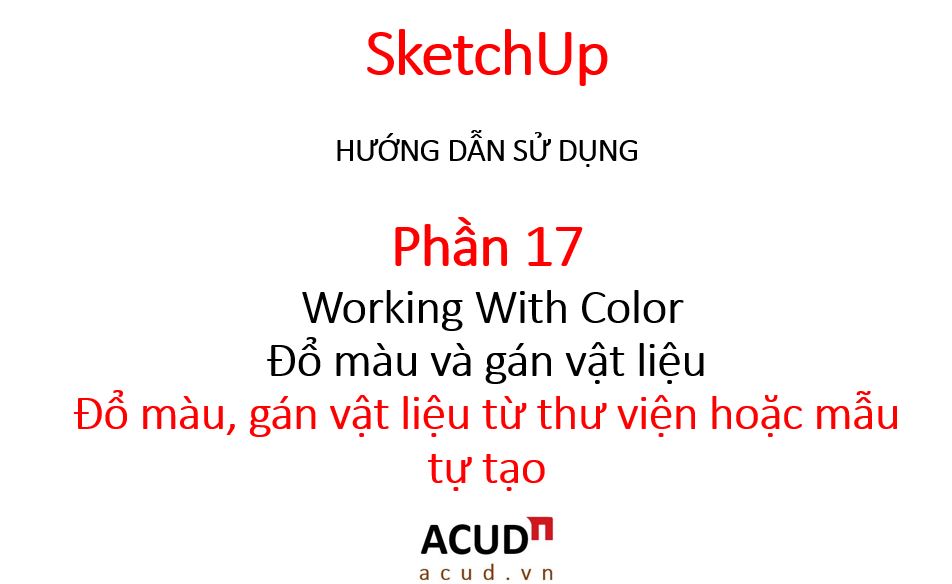 SketchUp
HƯỚNG DẪN SỬ DỤNG
Phần 17
Working With Color
Đổ màu và gán vật liệu
Đổ màu, gán vật liệu từ thư viện hoặc mẫu
tự tạo
ACUD
acud.vn